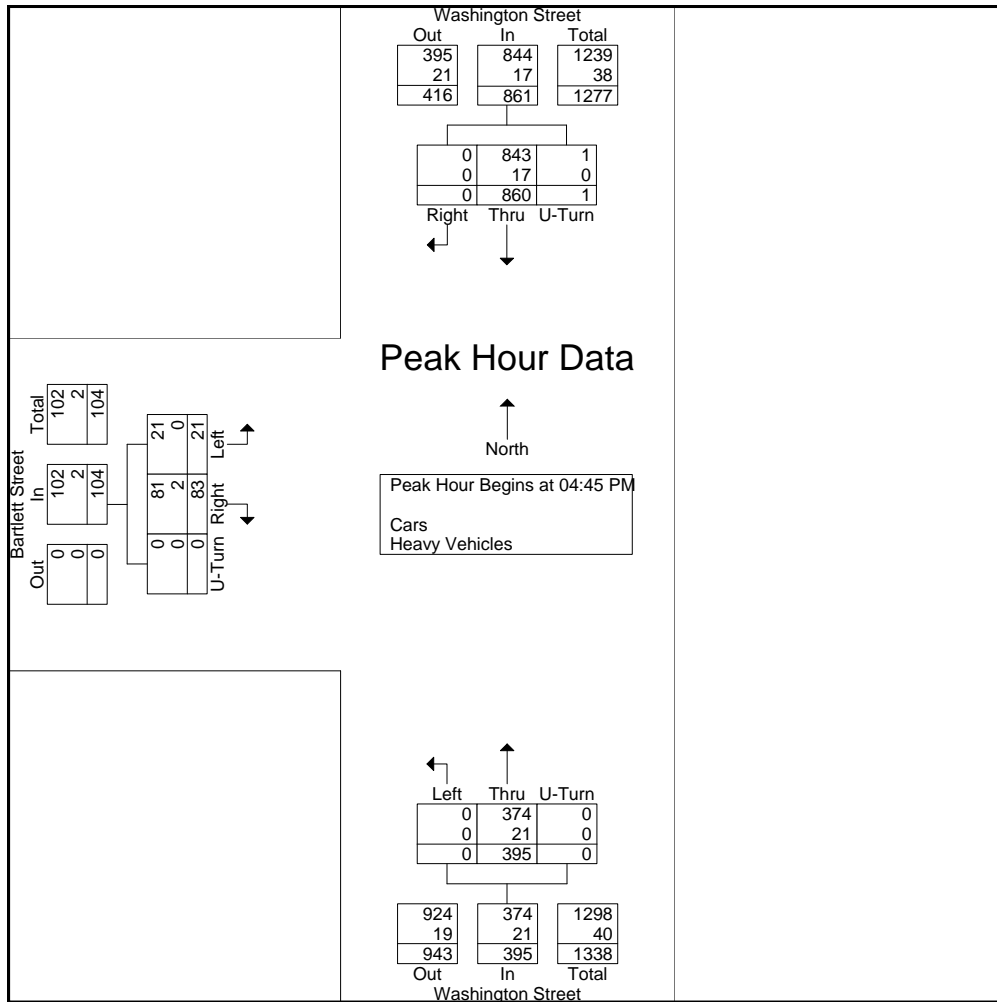 Washington Street
Out In Total
395 844 1239
21 17 38
416 861 1277
0 843 1
0 17 0
0 860 1
Right Thru U-Turn
Peak Hour Data
North
Peak Hour Begins at 04:45 PM
Cars
Heavy Vehicles
Bartlett Street
Out In Total
0 102 102
0 2 2
0 104 104
0 81 21
0 2 0
0 83 21
U-Turn Right Left
Left Thru U-Turn
0 374 0
0 21 0
0 395 0
924 374 1298
19 21 40
943 395 1338
Out In Total
Washington Street